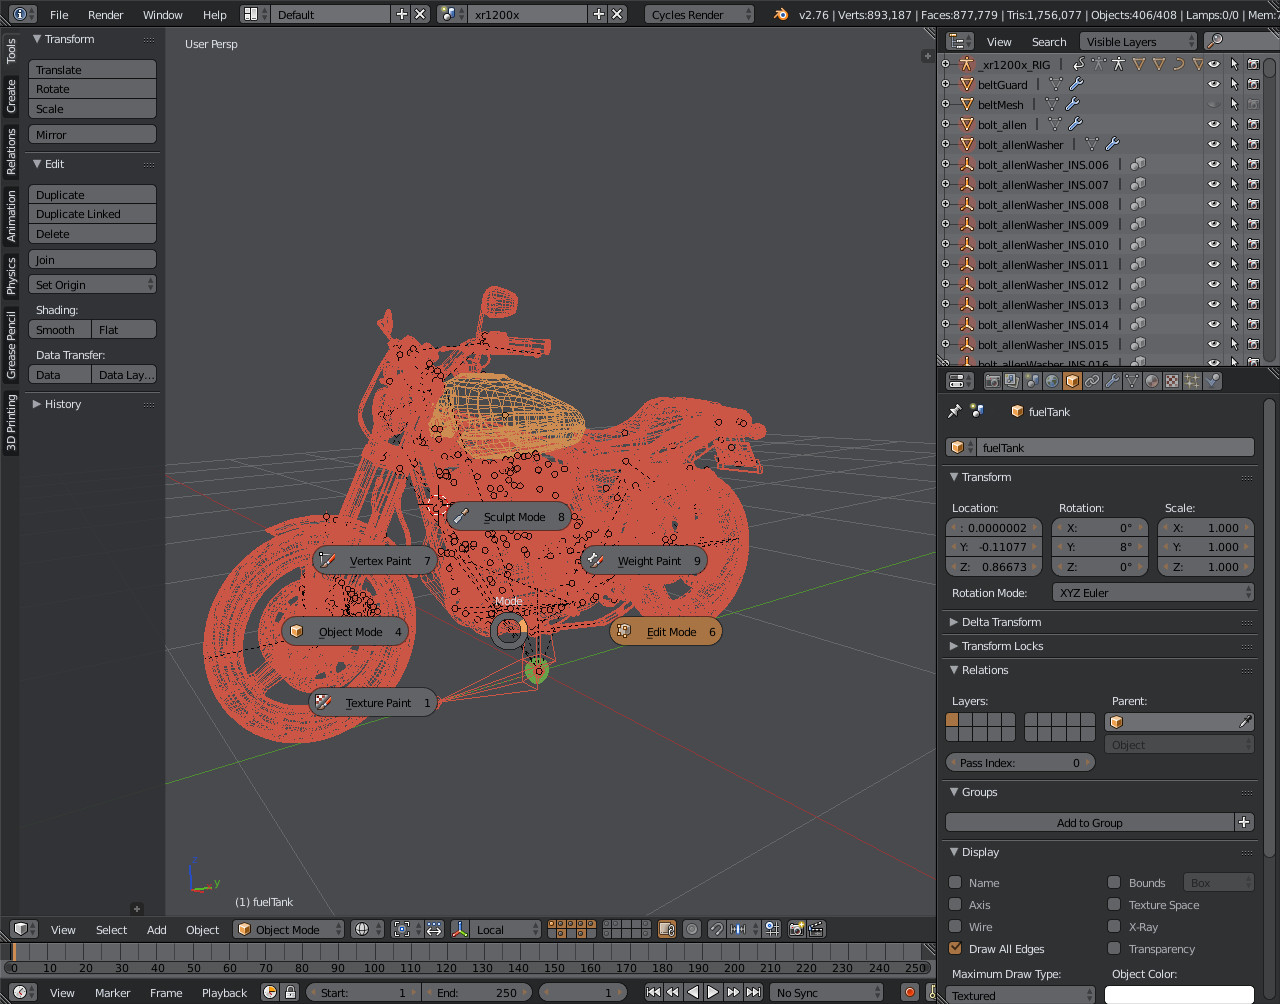 File Render Window Help Default xr1200x Cycles Render v2.76 | Verts:893,187 | Faces:877,779 | Tris:1,756,077 | Objects:406/408 | Lamps:0/0 | Mem:
Tools
Create
Relations
Animation
Physics
Grease Pencil
3D Printing
Transform
Translate
Rotate
Scale
Mirror
Edit
Duplicate
Duplicate Linked
Delete
Join
Set Origin
Shading:
Smooth Flat
Data Transfer:
Data Data Lay...
History
User Persp
Sculpt Mode 8
Vertex Paint 7
Weight Paint 9
Mode
Object Mode 4
Edit Mode 6
Texture Paint 1
y
(1) fuelTank
View Search Visible Layers
_xr1200x_RIG
beltGuard
beltMesh
bolt_allen
bolt_allenWasher
bolt_allenWasher_INS.006
bolt_allenWasher_INS.007
bolt_allenWasher_INS.008
bolt_allenWasher_INS.009
bolt_allenWasher_INS.010
bolt_allenWasher_INS.011
bolt_allenWasher_INS.012
bolt_allenWasher_INS.013
bolt_allenWasher_INS.014
bolt_allenWasher_INS.015
bolt_allenWasher_INS.016
fuelTank
fuelTank
Transform
Location: Rotation: Scale:
: 0.0000002 X: 0° X: 1.000
Y: -0.11077 Y: 8° Y: 1.000
Z: 0.86673 Z: 0° Z: 1.000
Rotation Mode: XYZ Euler
Delta Transform
Transform Locks
Relations
Layers: Parent:
Object
Pass Index: 0
Groups
Add to Group
Display
Name Bounds Box
Axis Texture Space
Wire X-Ray
Draw All Edges Transparency
Maximum Draw Type: Object Color:
Textured
View Select Add Object Object Mode Local
0 10 20 30 40 50 60 70 80 90 100 110 120 130 140 150 160 170 180 190 200 210 220 230 240 250
View Marker Frame Playback Start: 1 End: 250 1 No Sync